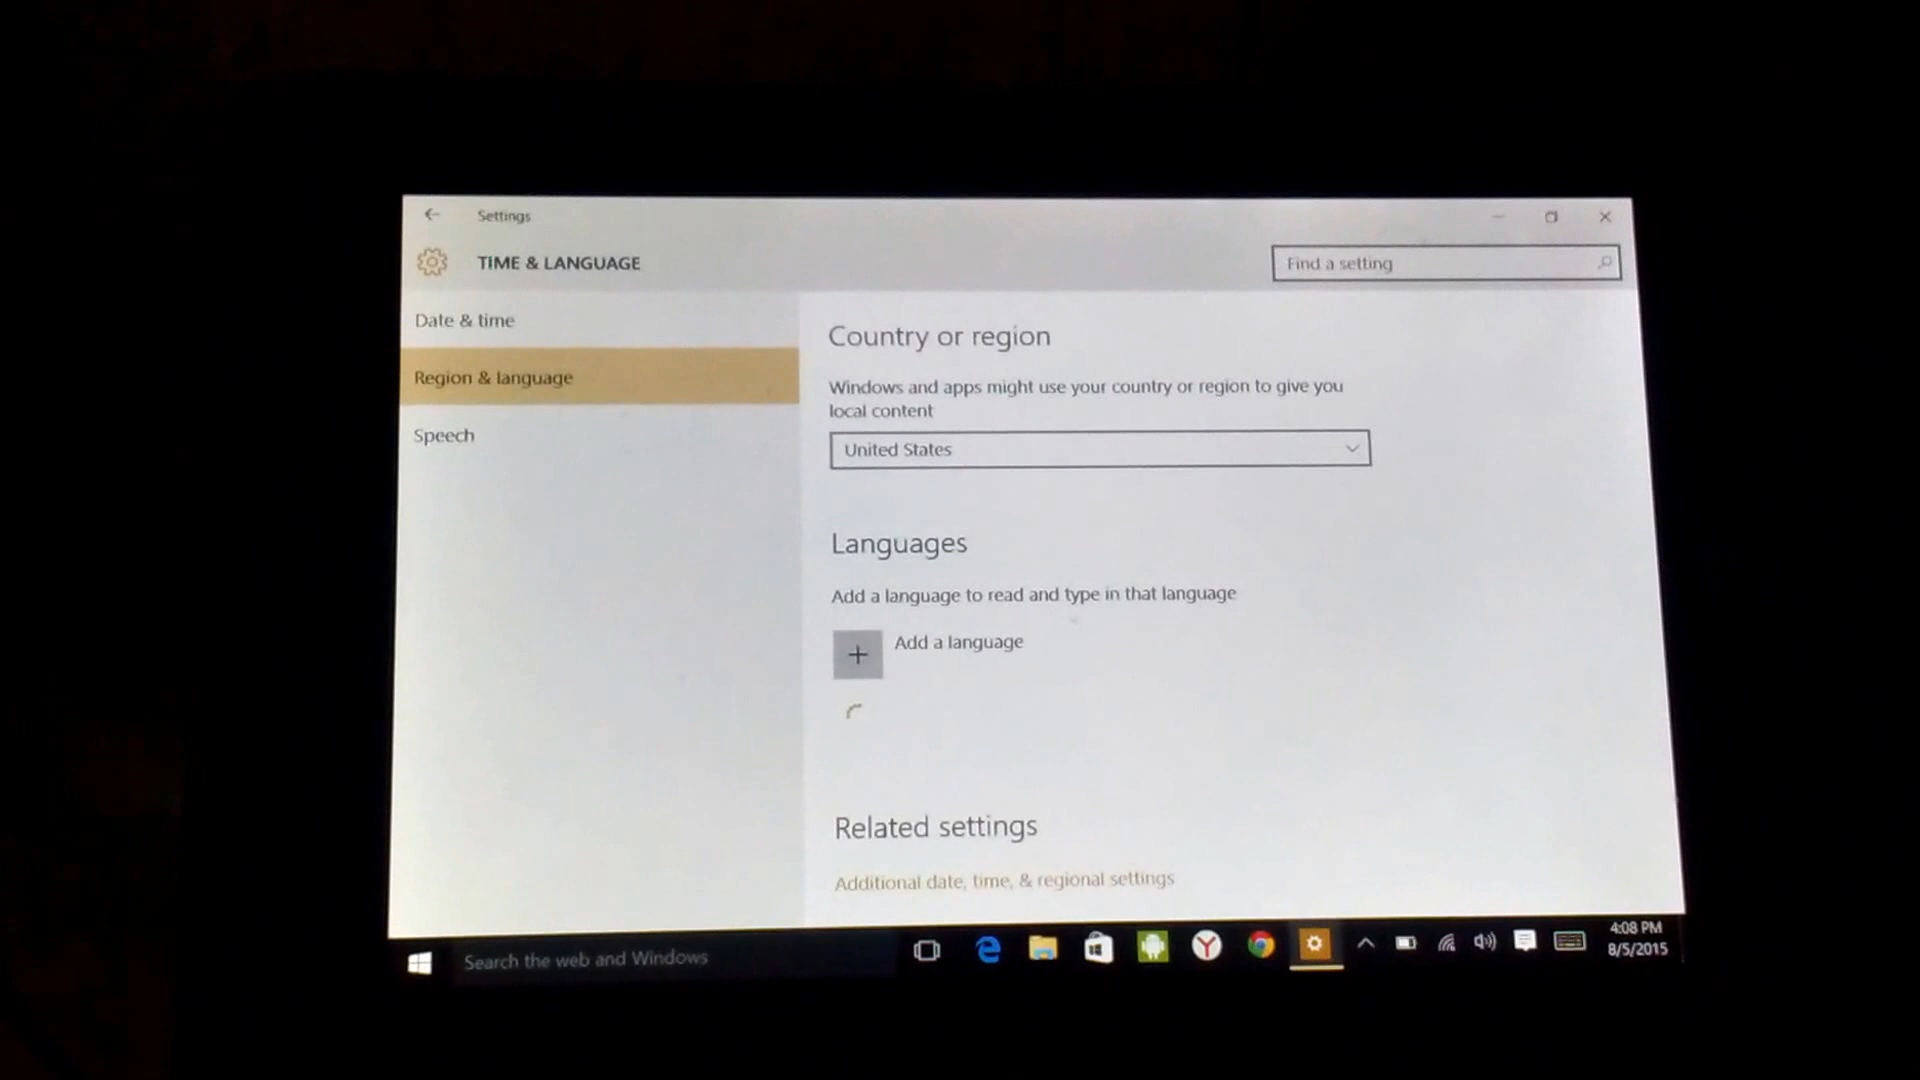 Settings
TIME & LANGUAGE
Find a setting
Date & time
Region & language
Speech
Country or region
Windows and apps might use your country or region to give you
local content
United States
Languages
Add a language to read and type in that language
Add a language
Related settings
Additional date, time, & regional settings
Search the web and Windows
4:08 PM
8/5/2015